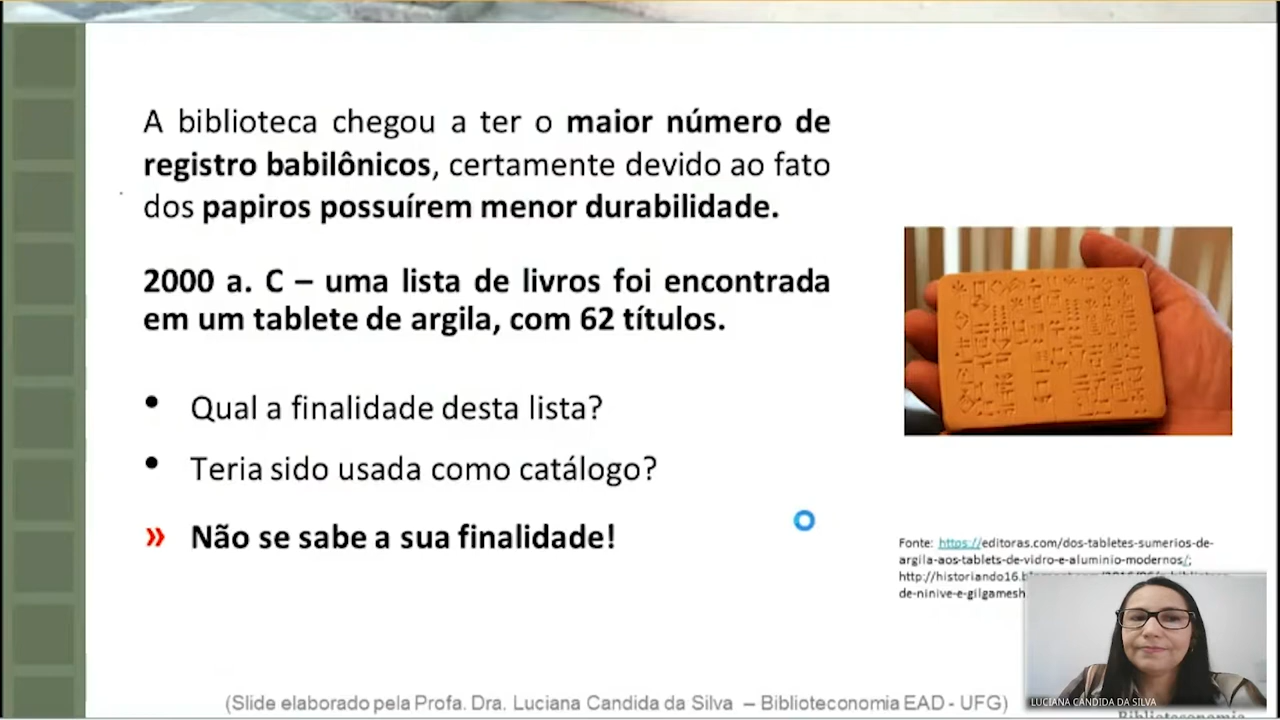 A biblioteca chegou a ter o maior número de
registro babilônicos, certamente devido ao fato
dos papiros possuírem menor durabilidade.
2000 a. C – uma lista de livros foi encontrada
em um tablete de argila, com 62 títulos.
• Qual a finalidade desta lista?
• Teria sido usada como catálogo?
» Não se sabe a sua finalidade!
Fonte: https://editoras.com/dos-tabletes-sumerios-de-
argila-aos-tablets-de-vidro-e-aluminio-modernos/;
de-ninive-e-gilgamesh
LUCIANA CANDIDA DA SILVA
(Slide elaborado pela Profa. Dra. Luciana Candida da Silva – Biblioteconomia EAD - UFG)
Biblioteconomia